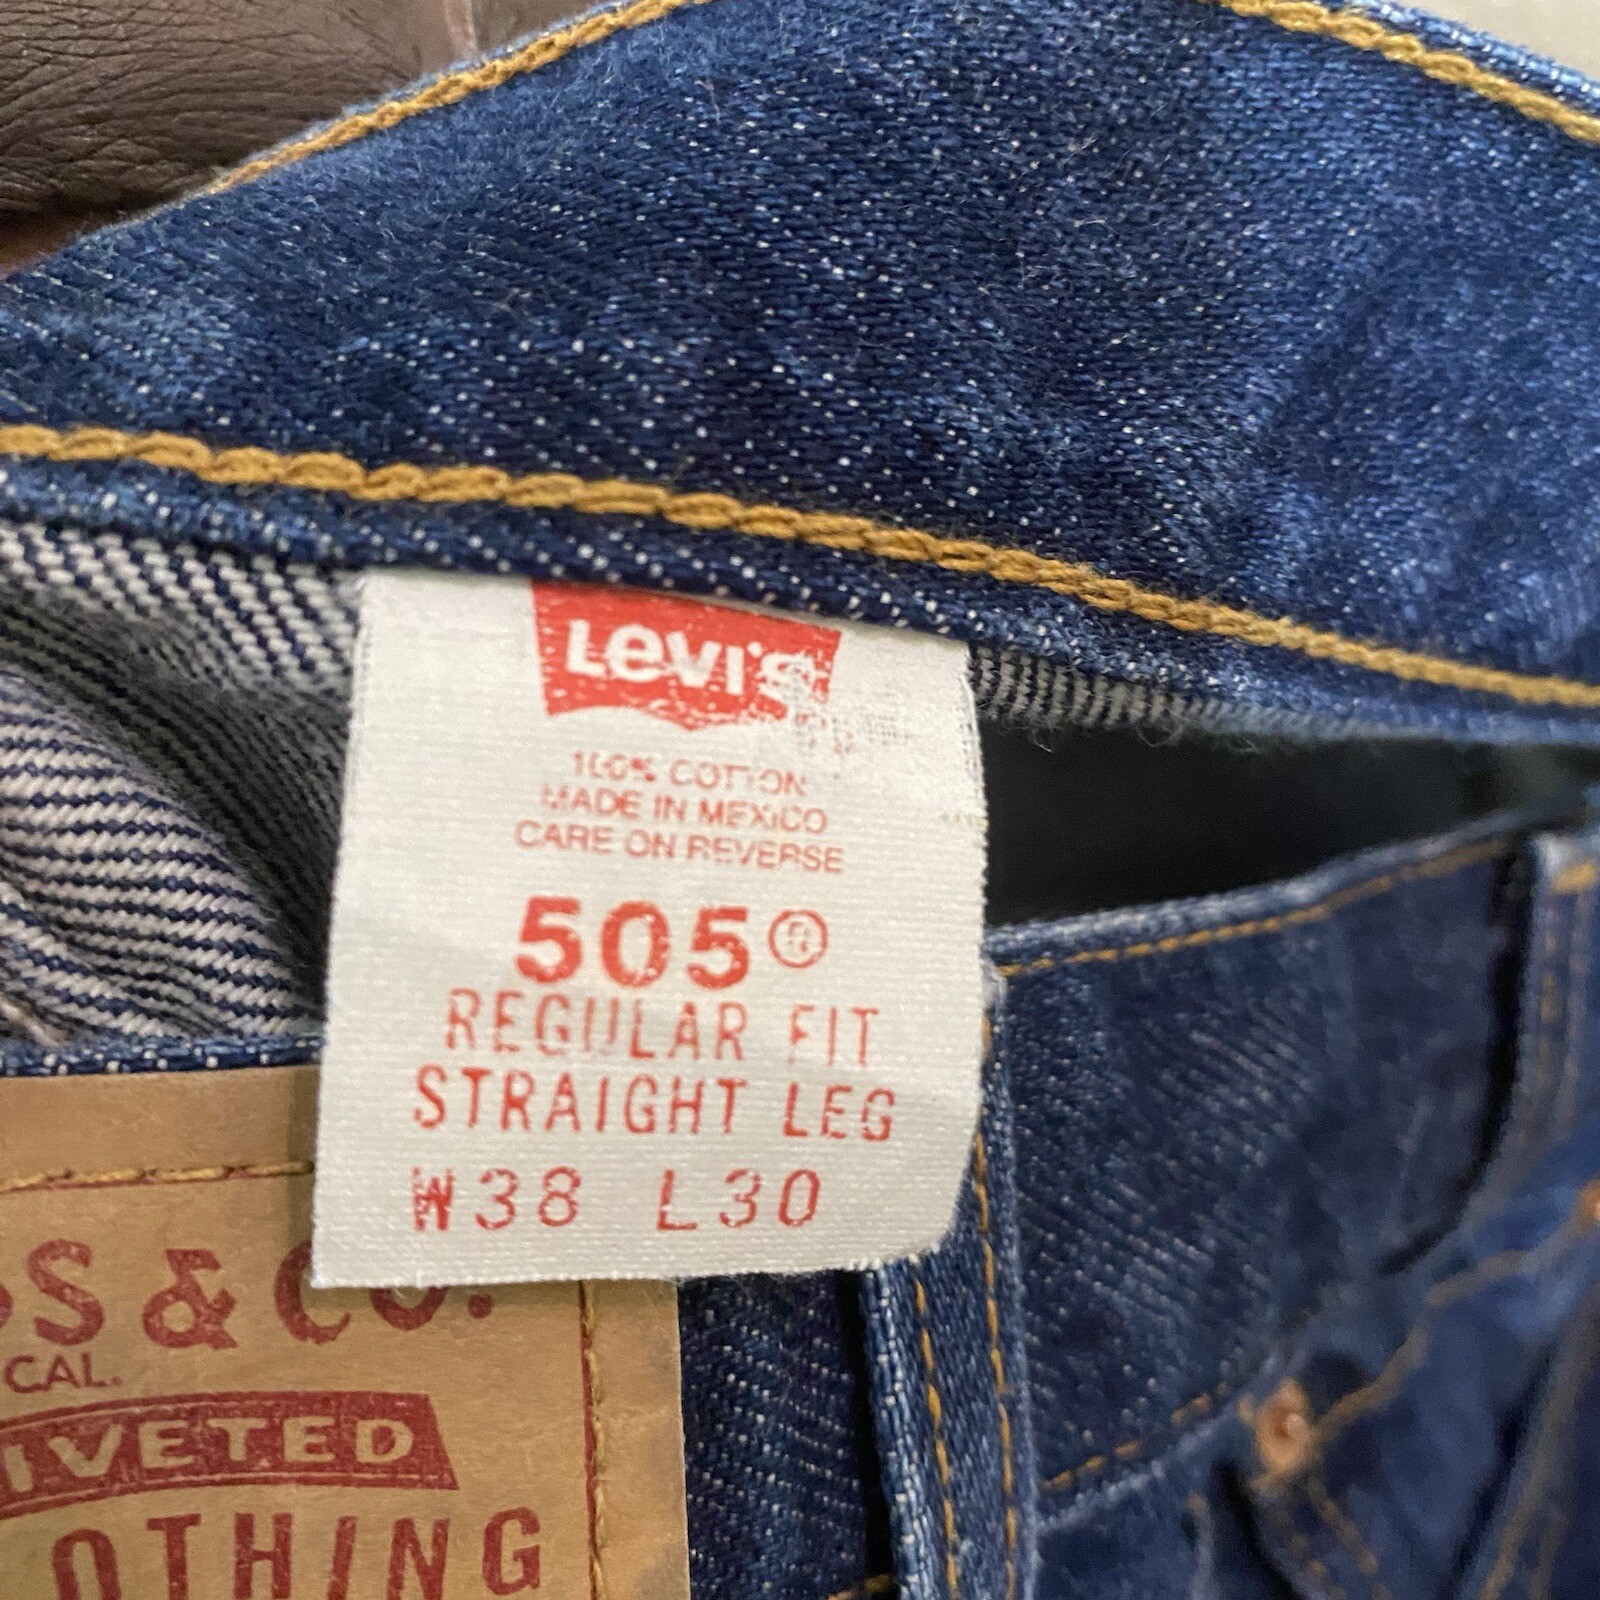 Levi's
100% COTTON
MADE IN MEXICO
CARE ON REVERSE
505®
REGULAR FIT
STRAIGHT LEG
W38 L30
SS & CO.
CAL.
IVETED
OTHING